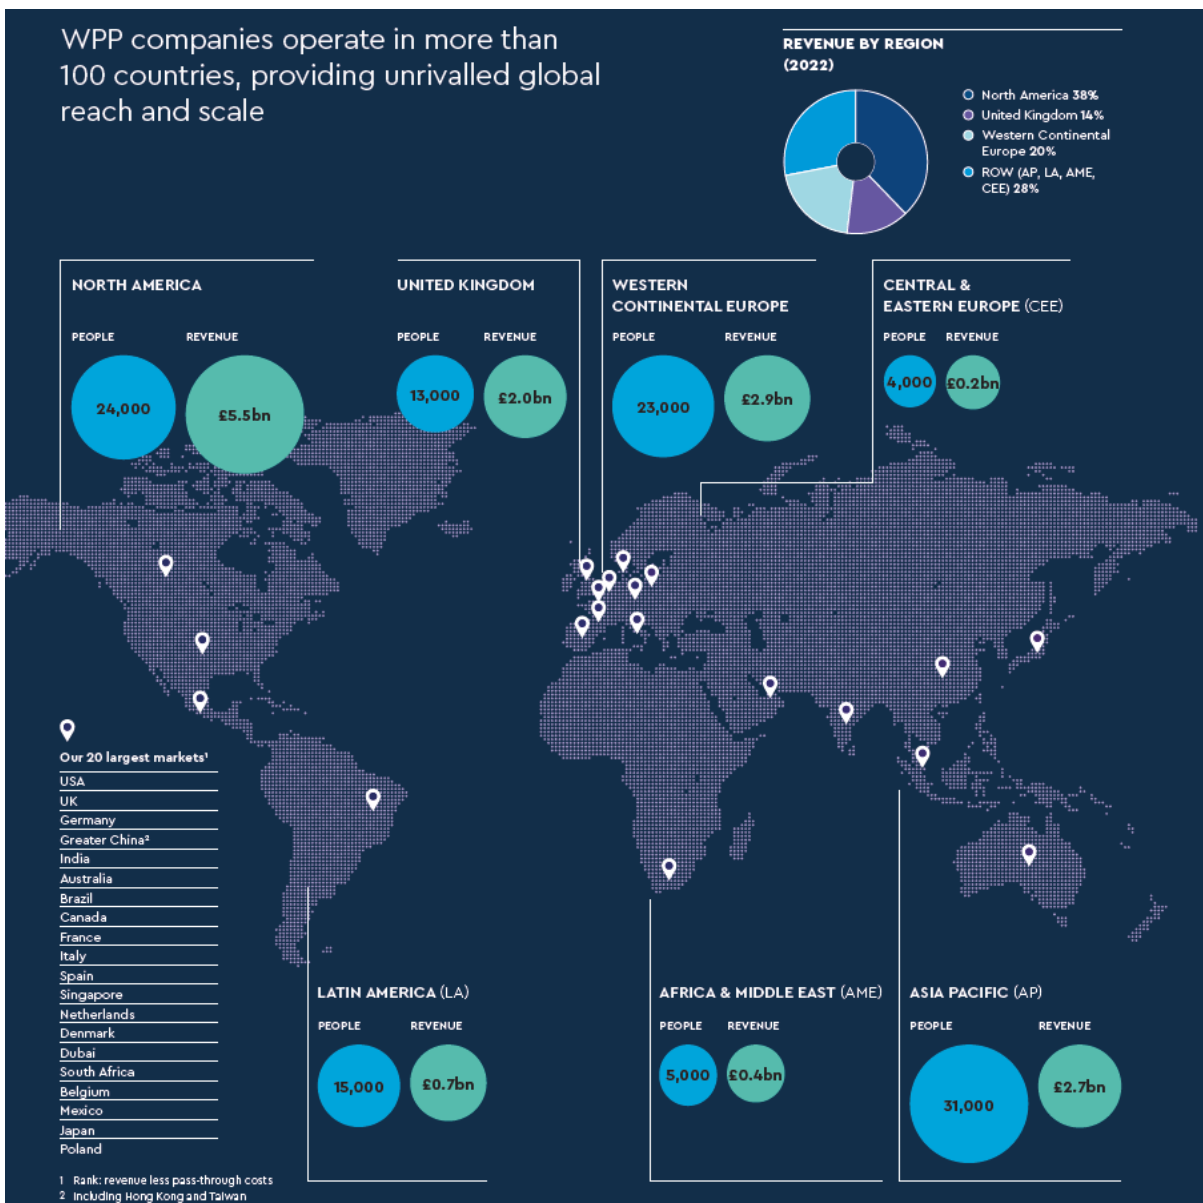 WPP companies operate in more than
100 countries, providing unrivalled global
reach and scale
REVENUE BY REGION
(2022)
North America 38%
United Kingdom 14%
Western Continental
Europe 20%
ROW (AP, LA, AME,
CEE) 28%
NORTH AMERICA
PEOPLE REVENUE
24,000 £5.5bn
UNITED KINGDOM
PEOPLE REVENUE
13,000 £2.0bn
WESTERN
CONTINENTAL EUROPE
PEOPLE REVENUE
23,000 £2.9bn
CENTRAL &
EASTERN EUROPE (CEE)
PEOPLE REVENUE
4,000 £0.2bn
Our 20 largest markets¹
USA
UK
Germany
Greater China²
India
Australia
Brazil
Canada
France
Italy
Spain
Singapore
Netherlands
Denmark
Dubai
South Africa
Belgium
Mexico
Japan
Poland
1 Rank: revenue less pass-through costs
2 Including Hong Kong and Taiwan
LATIN AMERICA (LA)
PEOPLE REVENUE
15,000 £0.7bn
AFRICA & MIDDLE EAST (AME)
PEOPLE REVENUE
5,000 £0.4bn
ASIA PACIFIC (AP)
PEOPLE REVENUE
31,000 £2.7bn